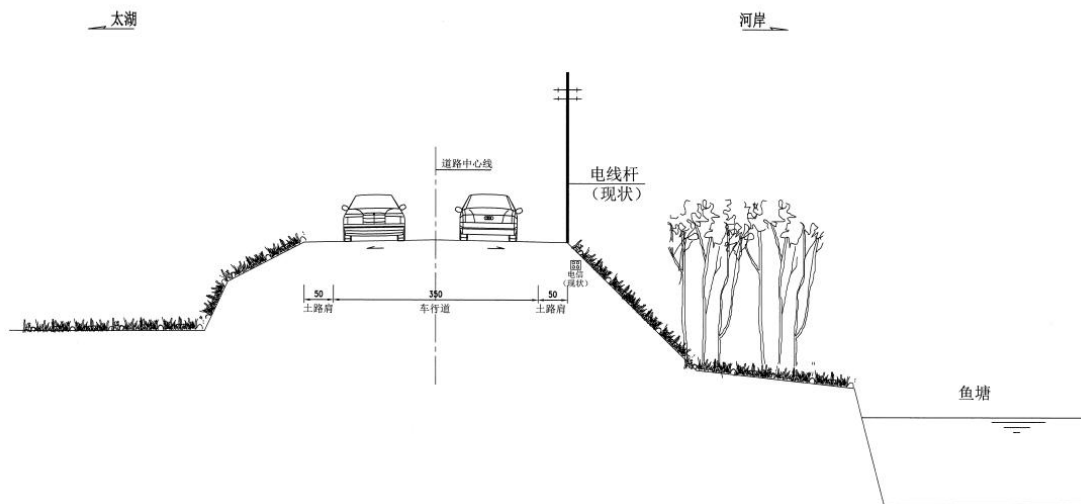 太湖
河岸
道路中心线
电线杆
（现状）
电信
（现状）
50
350
50
土路肩
车行道
土路肩
鱼塘